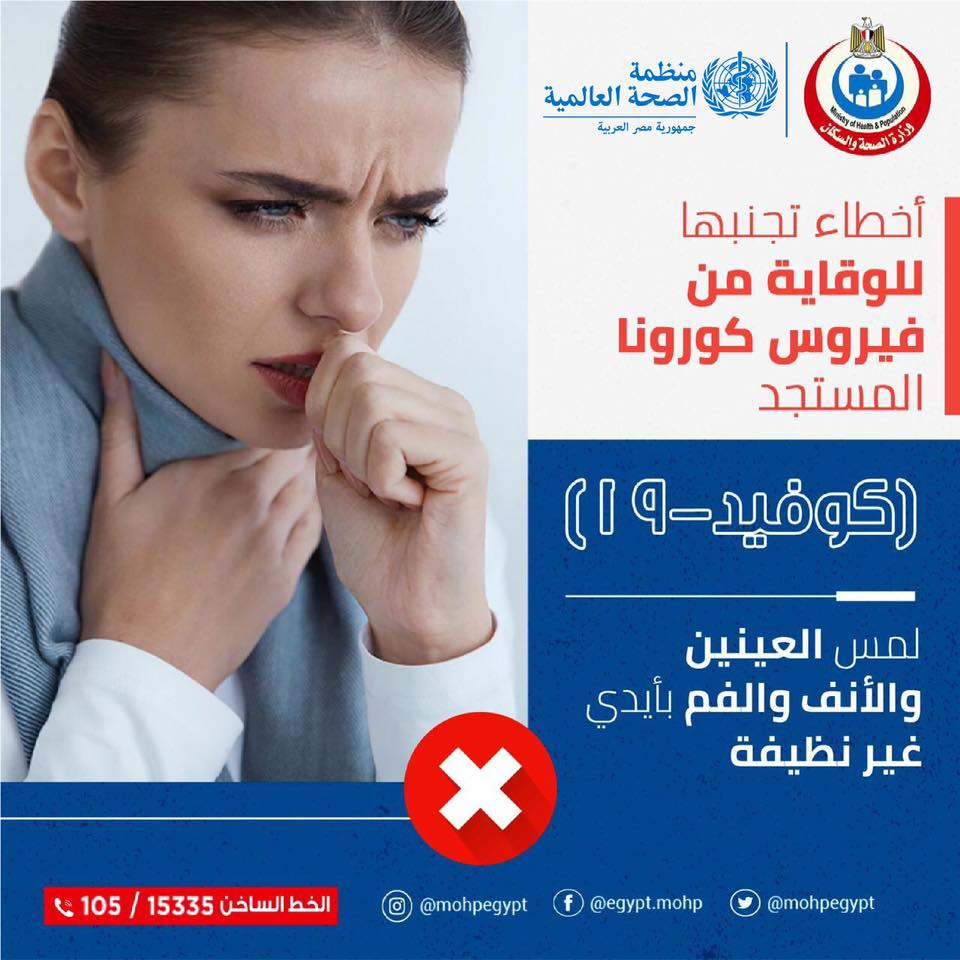 منظمة
الصحة العالمية
جمهورية مصر العربية
Ministry of Health & Population
وزارة الصحة والسكان
أخطاء تجنبها
للوقاية من
فيروس كورونا
المستجد
(كوفيد-١٩)
لمس العينين
والأنف والفم بأيدي
غير نظيفة
الخط الساخن 15335 / 105
@mohpegypt
@egypt.mohp
@mohpegypt